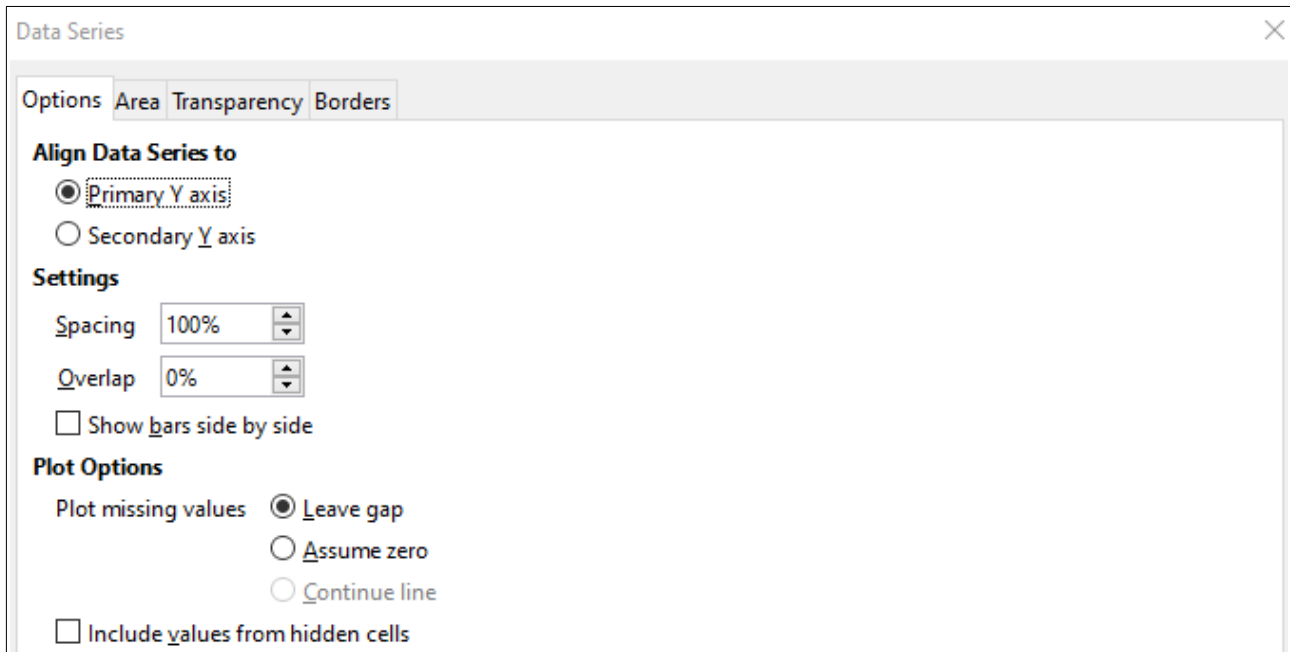 Data Series
Options Area Transparency Borders
Align Data Series to
Primary Y axis
Secondary Y axis
Settings
Spacing 100%
Overlap 0%
Show bars side by side
Plot Options
Plot missing values Leave gap
Assume zero
Continue line
Include values from hidden cells